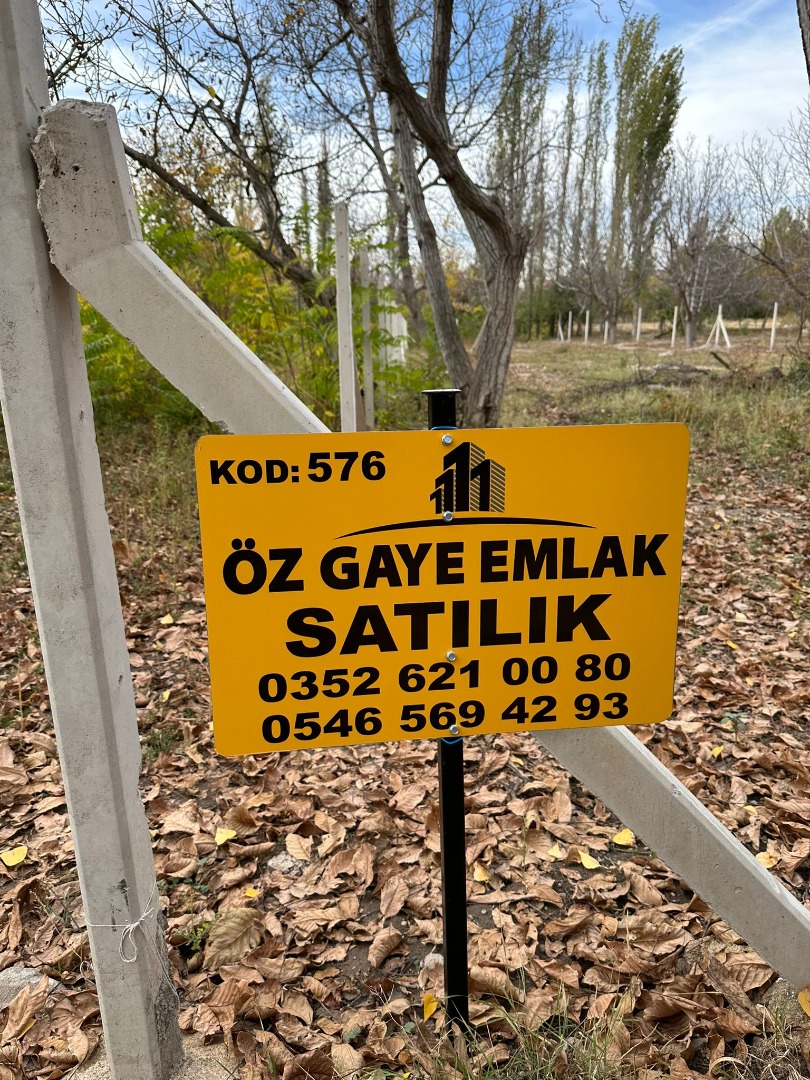 KOD: 576
ÖZ GAYE EMLAK
SATILIK
0352 621 00 80
0546 569 42 93